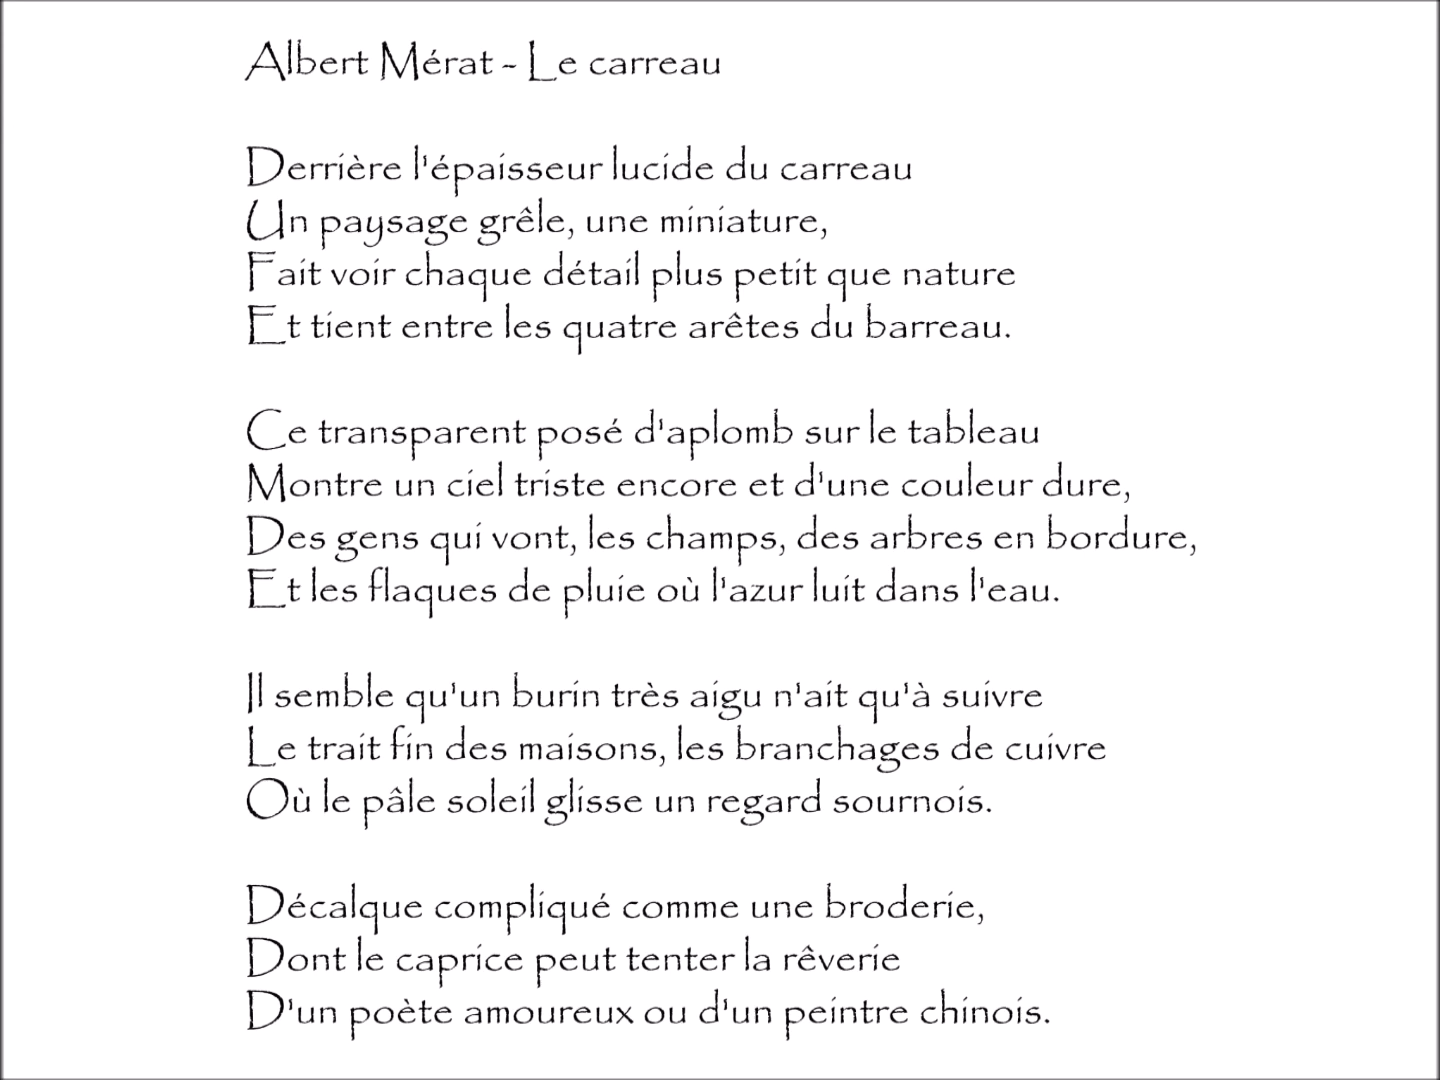 Albert Mérat - Le carreau
Derrière l'épaisseur lucide du carreau
Un paysage grêle, une miniature,
Fait voir chaque détail plus petit que nature
Et tient entre les quatre arêtes du barreau.
Ce transparent posé d'aplomb sur le tableau
Montre un ciel triste encore et d'une couleur dure,
Des gens qui vont, les champs, des arbres en bordure,
Et les flaques de pluie où l'azur luit dans l'eau.
Il semble qu'un burin très aigu n'ait qu'à suivre
Le trait fin des maisons, les branchages de cuivre
Où le pâle soleil glisse un regard sournois.
Décalque compliqué comme une broderie,
Dont le caprice peut tenter la rêverie
D'un poète amoureux ou d'un peintre chinois.